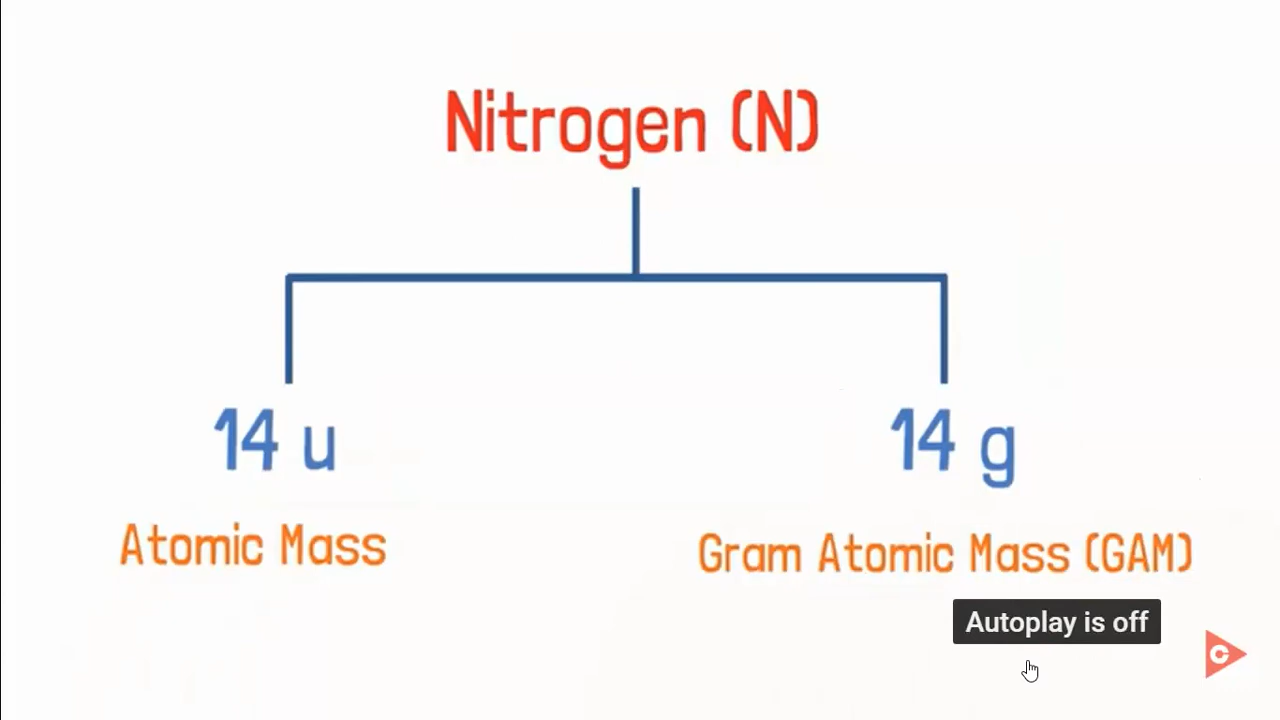 Nitrogen (N)
14 u
14 g
Atomic Mass
Gram Atomic Mass (GAM)
Autoplay is off